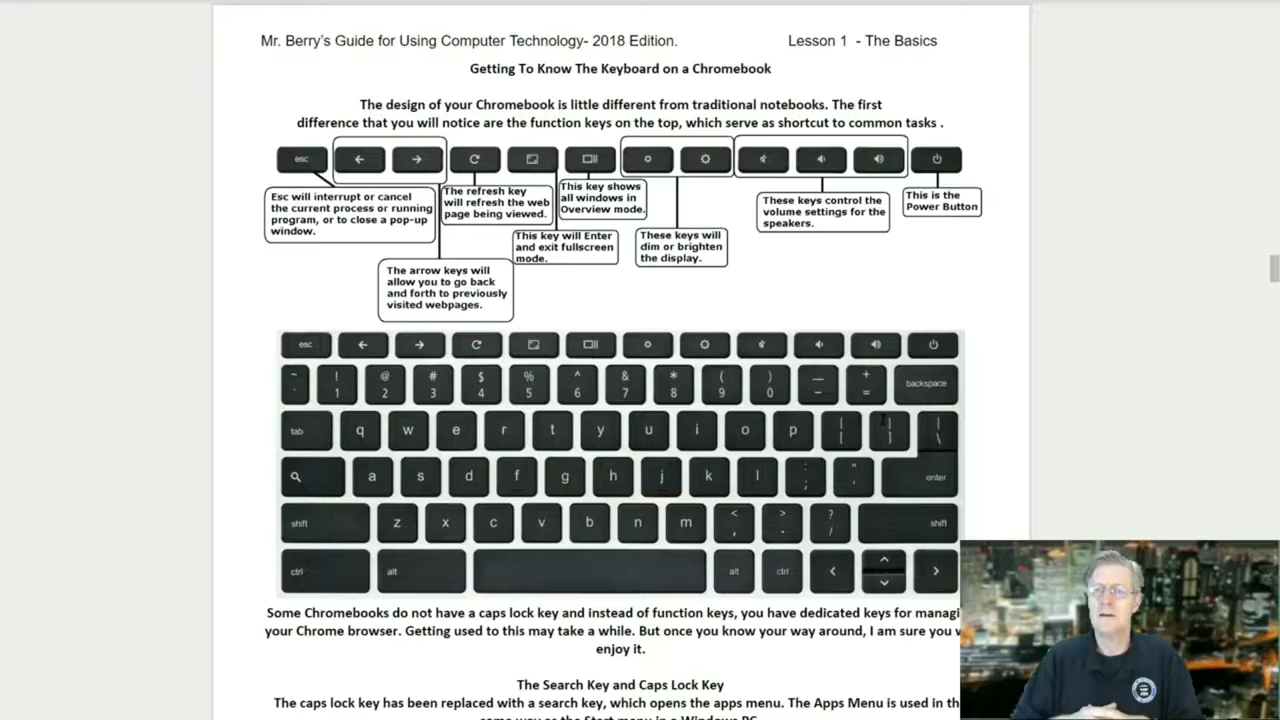 Mr. Berry's Guide for Using Computer Technology- 2018 Edition. Lesson 1 - The Basics
Getting To Know The Keyboard on a Chromebook
The design of your Chromebook is little different from traditional notebooks. The first
difference that you will notice are the function keys on the top, which serve as shortcut to common tasks .
esc
Esc will interrupt or cancel
the current process or running
program, or to close a pop-up
window.
The arrow keys will
allow you to go back
and forth to previously
visited webpages.
The refresh key
will refresh the web
page being viewed.
This key will Enter
and exit fullscreen
mode.
This key shows
all windows in
Overview mode.
These keys will
dim or brighten
the display.
These keys control the
volume settings for the
speakers.
This is the
Power Button
esc
~ ! @ # $ % ^ & * ( ) — +
` 1 2 3 4 5 6 7 8 9 0 - = backspace
tab q w e r t y u i o p { [ } ] | \
a s d f g h j k l : ; " ' enter
shift z x c v b n m < , > . ? / shift
ctrl alt alt ctrl
Some Chromebooks do not have a caps lock key and instead of function keys, you have dedicated keys for managi
your Chrome browser. Getting used to this may take a while. But once you know your way around, I am sure you
enjoy it.
The Search Key and Caps Lock Key
The caps lock key has been replaced with a search key, which opens the apps menu. The Apps Menu is used in th
same way as the Start menu in a Windows PC.